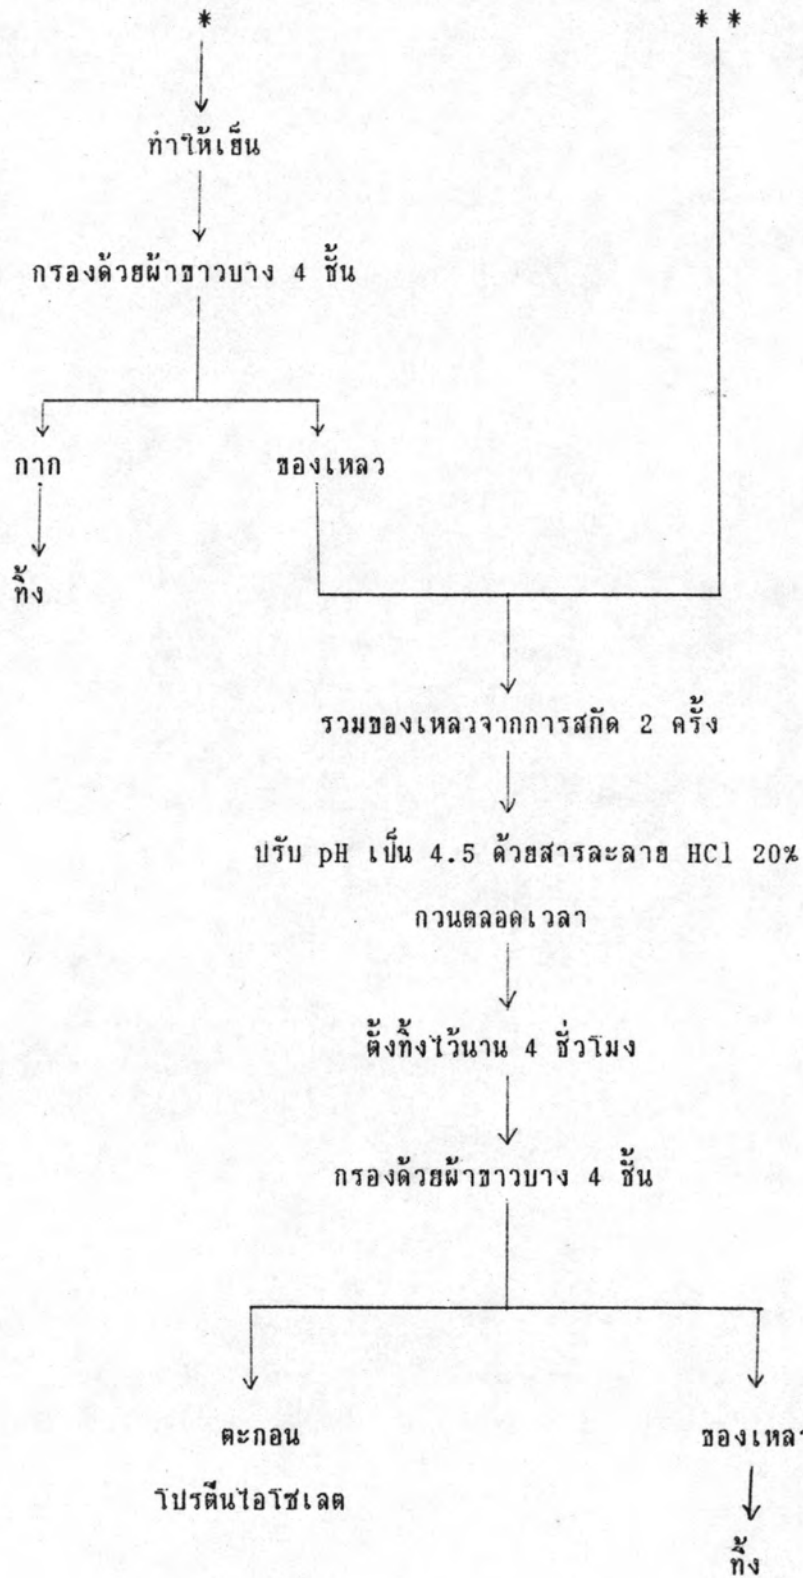 *
* *
ทำให้เย็น
กรองด้วยผ้าขาวบาง 4 ชั้น
กาก
ของเหลว
ทิ้ง
รวมของเหลวจากการสกัด 2 ครั้ง
ปรับ pH เป็น 4.5 ด้วยสารละลาย HCl 20%
กวนตลอดเวลา
ตั้งทิ้งไว้นาน 4 ชั่วโมง
กรองด้วยผ้าขาวบาง 4 ชั้น
ตะกอน
ของเหล
โปรตีนไอโซเลต
ทิ้ง